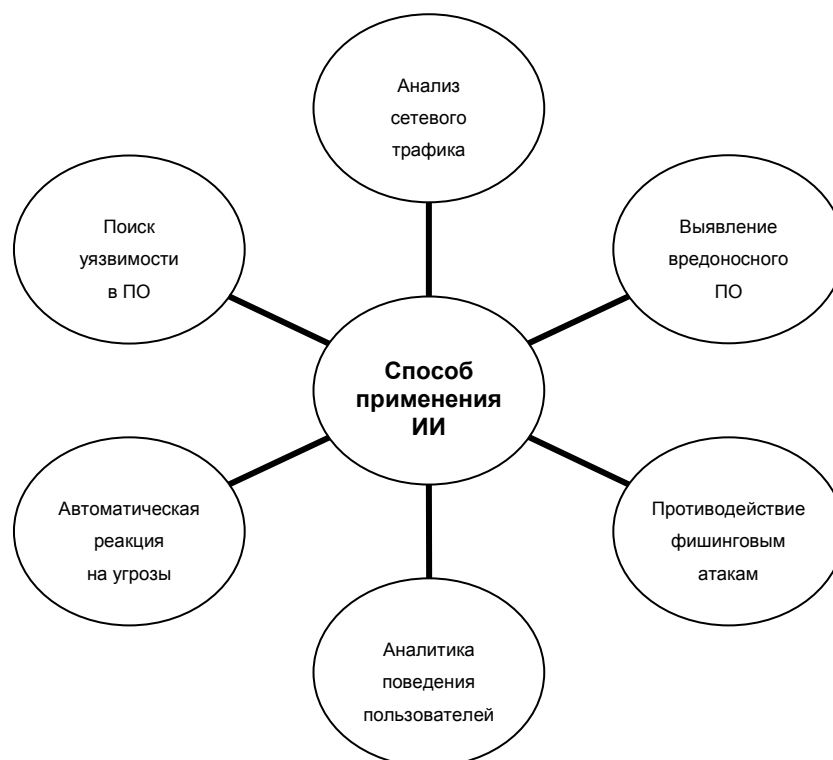 Анализ
сетевого
трафика
Поиск
уязвимости
в ПО
Выявление
вредоносного
ПО
Способ
применения
ИИ
Автоматическая
реакция
на угрозы
Противодействие
фишинговым
атакам
Аналитика
поведения
пользователей